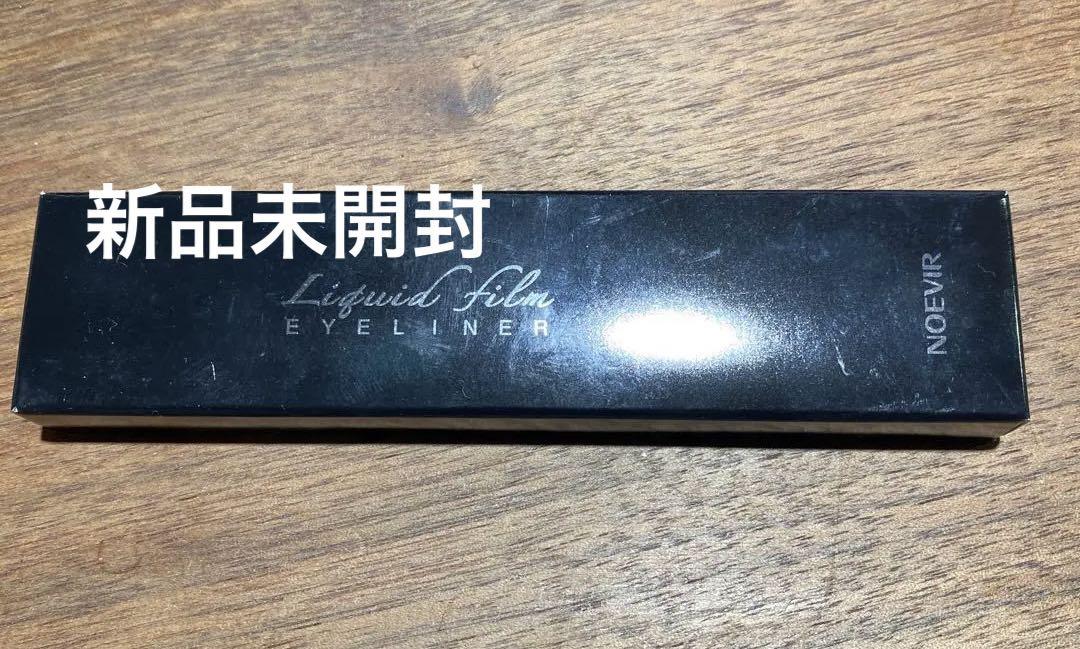 新品未開封
Liquid film
EYELINER
NOEVIR